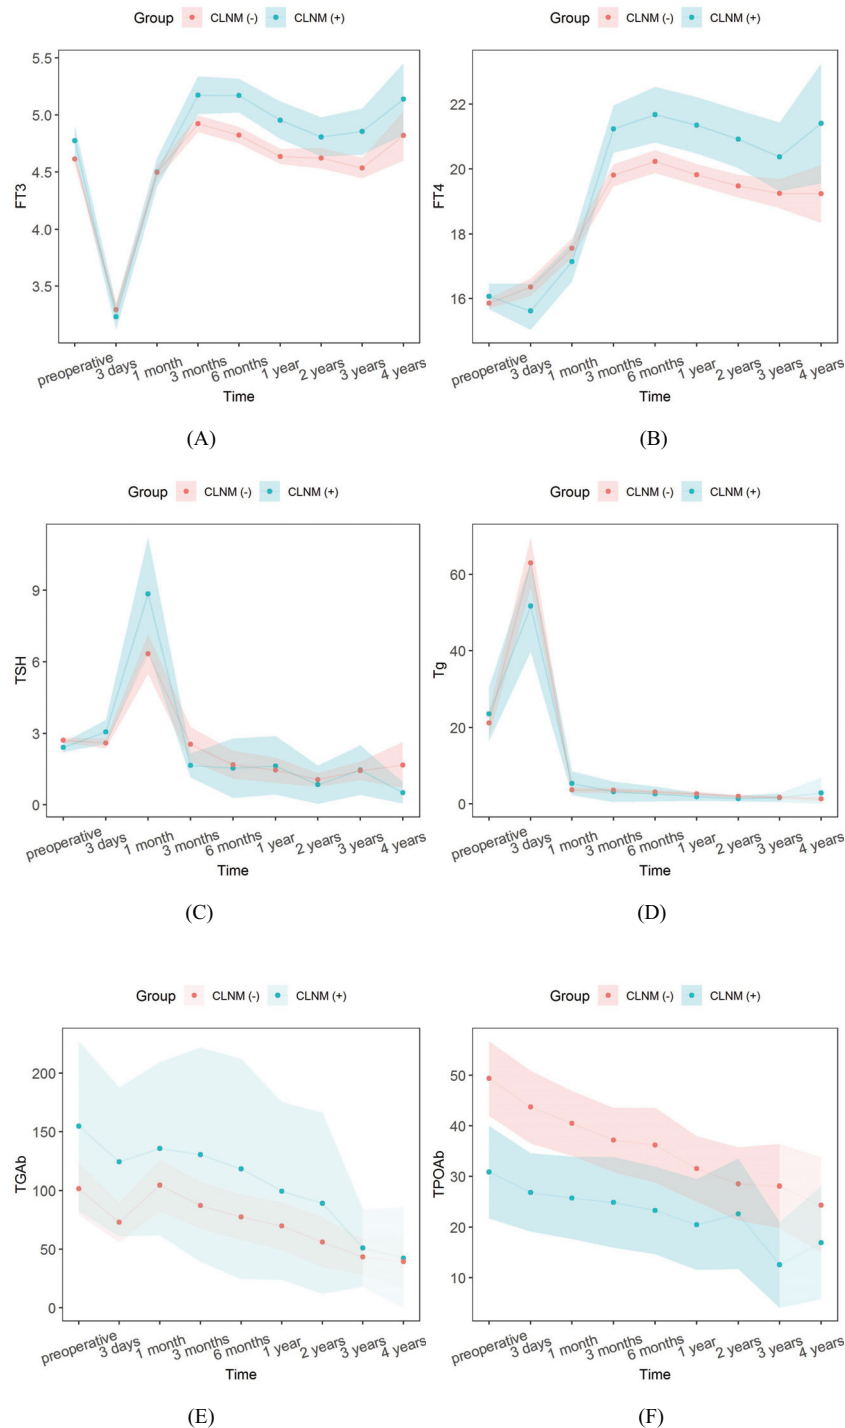 Group CLNM (-) CLNM (+)
Group CLNM (-) CLNM (+)
5.5
5.0
4.5
4.0
3.5
FT3
preoperative 3 days 1 month 3 months 6 months 1 year 2 years 3 years 4 years
Time
(A)
22
20
18
16
FT4
preoperative 3 days 1 month 3 months 6 months 1 year 2 years 3 years 4 years
Time
(B)
Group CLNM (-) CLNM (+)
Group CLNM (-) CLNM (+)
9
6
3
0
TSH
preoperative 3 days 1 month 3 months 6 months 1 year 2 years 3 years 4 years
Time
(C)
60
40
20
0
Tg
preoperative 3 days 1 month 3 months 6 months 1 year 2 years 3 years 4 years
Time
(D)
Group CLNM (-) CLNM (+)
Group CLNM (-) CLNM (+)
200
150
100
50
0
TGAb
preoperative 3 days 1 month 3 months 6 months 1 year 2 years 3 years 4 years
Time
(E)
50
40
30
20
10
TPOAb
preoperative 3 days 1 month 3 months 6 months 1 year 2 years 3 years 4 years
Time
(F)